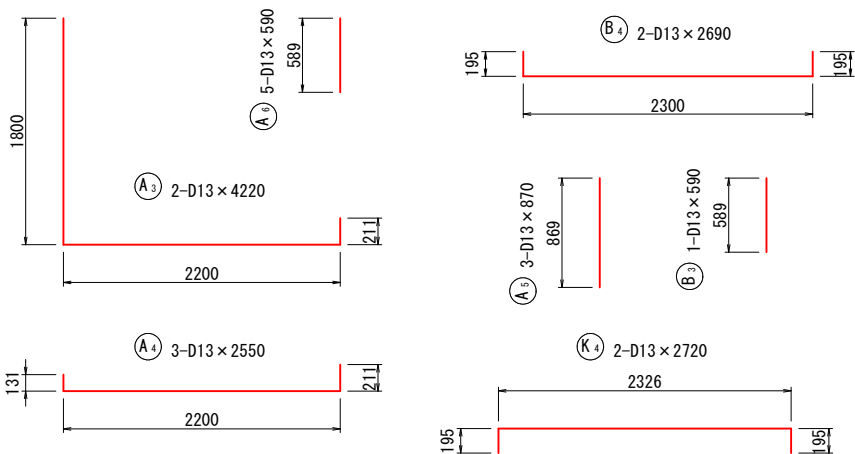 1800
A3 2-D13×4220
211
2200
A6 5-D13×590
589
B4 2-D13×2690
195
195
2300
A5 3-D13×870
869
B3 1-D13×590
589
A4 3-D13×2550
131
211
2200
K4 2-D13×2720
2326
195
195